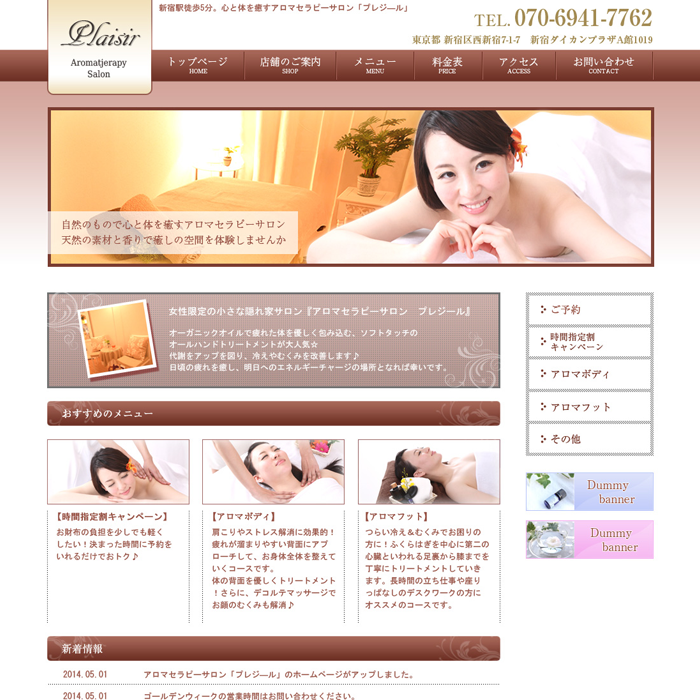 新宿駅徒歩5分。心と体を癒すアロマセラピーサロン「プレジール」
Plaisir
Aromatjerapy
Salon
TEL. 070-6941-7762
東京都 新宿区西新宿7-1-7　新宿ダイカンプラザA館1019
トップページ
HOME
店舗のご案内
SHOP
メニュー
MENU
料金表
PRICE
アクセス
ACCESS
お問い合わせ
CONTACT
自然のもので心と体を癒すアロマセラピーサロン
天然の素材と香りで癒しの空間を体験しませんか
女性限定の小さな隠れ家サロン『アロマセラピーサロン　プレジール』
オーガニックオイルで疲れた体を優しく包み込む、ソフトタッチの
オールハンドトリートメントが大人気☆
代謝をアップを図り、冷えやむくみを改善します♪
日頃の疲れを癒し、明日へのエネルギーチャージの場所となれば幸いです。
ご予約
時間指定割
キャンペーン
アロマボディ
アロマフット
その他
Dummy
banner
Dummy
banner
おすすめのメニュー
【時間指定割キャンペーン】
お財布の負担を少しでも軽く
したい！決まった時間に予約を
いれるだけでおトク♪
【アロマボディ】
肩こりやストレス解消に効果的！
疲れが溜まりやすい背面にアプ
ローチして、お身体全体を整えて
いくコースです。
体の背面を優しくトリートメント
！さらに、デコルテマッサージで
お顔のむくみも解消♪
【アロマフット】
つらい冷え＆むくみでお困りの
方に！ふくらはぎを中心に第二の
心臓といわれる足裏から膝までを
丁寧にトリートメントしていき
ます。長時間の立ち仕事や座り
っぱなしのデスクワークの方に
オススメのコースです。
新着情報
2014.05.01 アロマセラピーサロン「プレジール」のホームページがアップしました。
2014.05.01 ゴールデンウィークの営業時間はお問い合わせください。